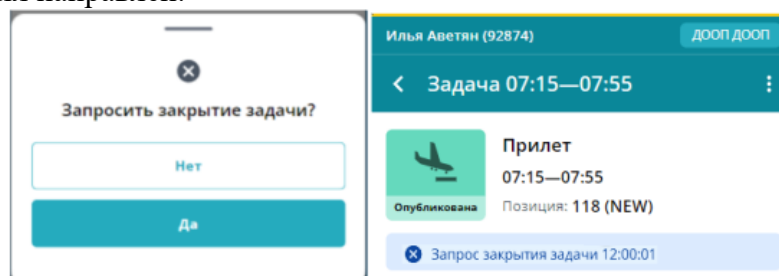 Запросить закрытие задачи?
Нет
Да
Илья Аветян (92874)
ДООП ДООП
Задача 07:15—07:55
Прилет
07:15—07:55
Опубликована
Позиция: 118 (NEW)
Запрос закрытия задачи 12:00:01